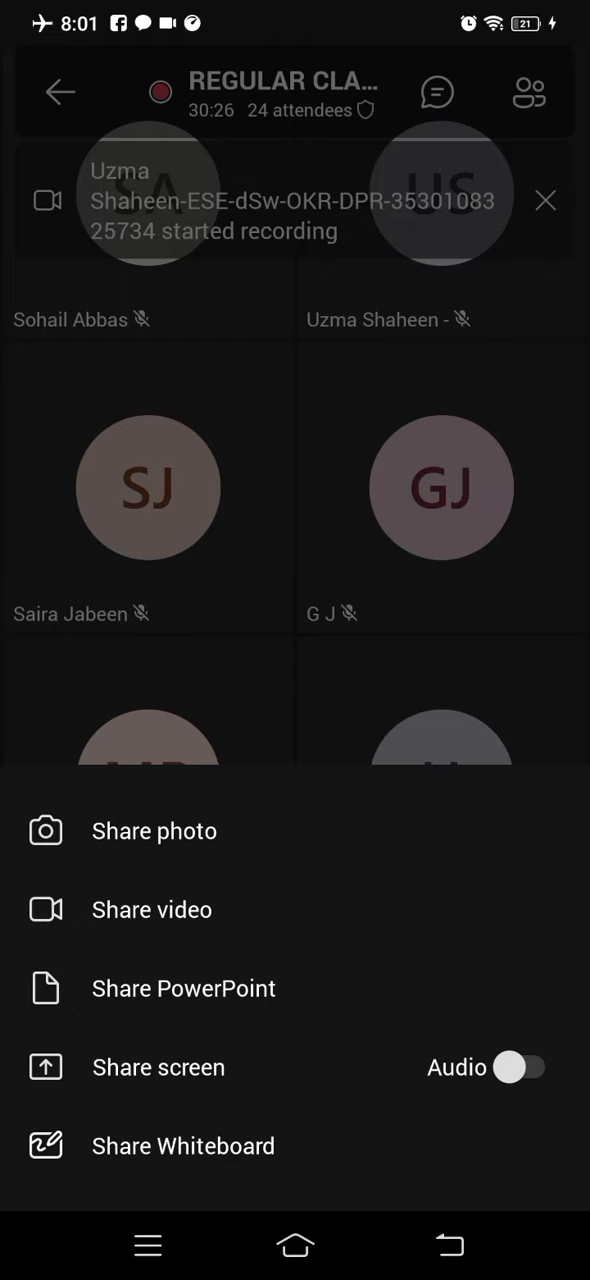 8:01
21
REGULAR CLA...
30:26 24 attendees
Uzma
Shaheen-ESE-dSw-OKR-DPR-35301083
25734 started recording
SA
US
Sohail Abbas
Uzma Shaheen -
SJ
GJ
Saira Jabeen
G J
Share photo
Share video
Share PowerPoint
Share screen
Audio
Share Whiteboard